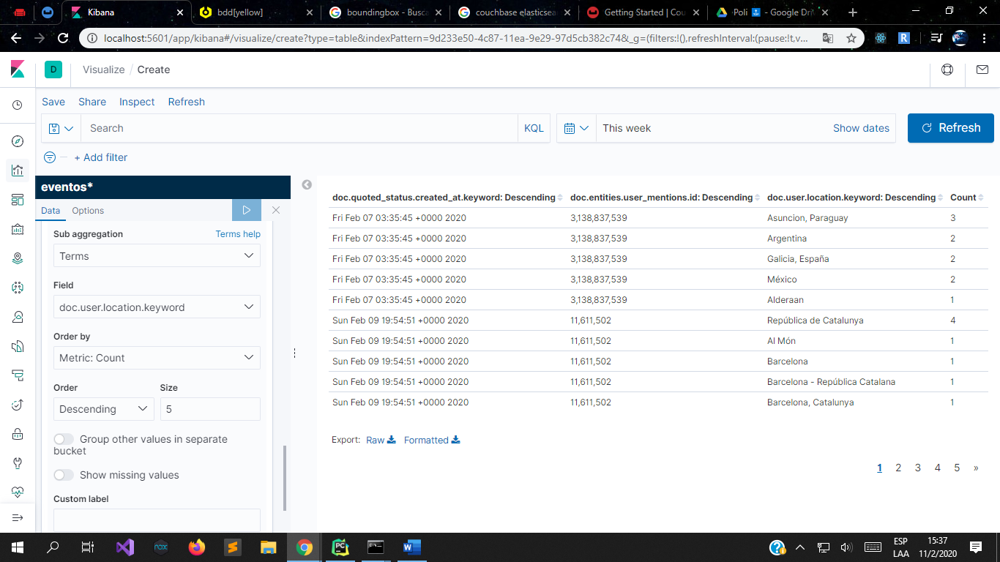 Kibana
bdd[yellow]
boundingbox - Busca
couchbase elasticsea
Getting Started | Cou
Poli - Google Dri
localhost:5601/app/kibana#/visualize/create?type=table&indexPattern=9d233e50-4c87-11ea-9e29-97d5cb382c74&_g=(filters:!(),refreshInterval:(pause:!t,v...
D Visualize / Create
Save Share Inspect Refresh
Search KQL This week Show dates Refresh
+ Add filter
eventos*
Data Options
Sub aggregation Terms help
Terms
Field
doc.user.location.keyword
Order by
Metric: Count
Order Size
Descending 5
Group other values in separate
bucket
Show missing values
Custom label
doc.quoted_status.created_at.keyword: Descending doc.entities.user_mentions.id: Descending doc.user.location.keyword: Descending Count
Fri Feb 07 03:35:45 +0000 2020 3,138,837,539 Asuncion, Paraguay 3
Fri Feb 07 03:35:45 +0000 2020 3,138,837,539 Argentina 2
Fri Feb 07 03:35:45 +0000 2020 3,138,837,539 Galicia, España 2
Fri Feb 07 03:35:45 +0000 2020 3,138,837,539 México 2
Fri Feb 07 03:35:45 +0000 2020 3,138,837,539 Alderaan 1
Sun Feb 09 19:54:51 +0000 2020 11,611,502 República de Catalunya 4
Sun Feb 09 19:54:51 +0000 2020 11,611,502 Al Món 1
Sun Feb 09 19:54:51 +0000 2020 11,611,502 Barcelona 1
Sun Feb 09 19:54:51 +0000 2020 11,611,502 Barcelona - República Catalana 1
Sun Feb 09 19:54:51 +0000 2020 11,611,502 Barcelona, Catalunya 1
Export: Raw Formatted
1 2 3 4 5 »
ESP 15:37
LAA 11/2/2020